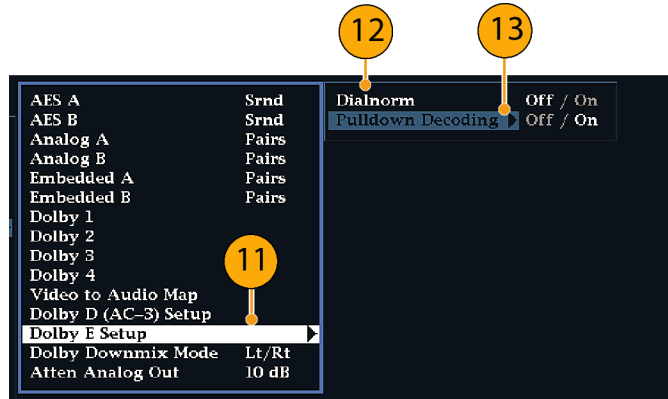 12
13
AES A Srnd
AES B Srnd
Analog A Pairs
Analog B Pairs
Embedded A Pairs
Embedded B Pairs
Dolby 1
Dolby 2
Dolby 3
Dolby 4
Video to Audio Map
Dolby D (AC–3) Setup
Dolby E Setup
Dolby Downmix Mode Lt/Rt
Atten Analog Out 10 dB
11
Dialnorm Off / On
Pulldown Decoding Off / On